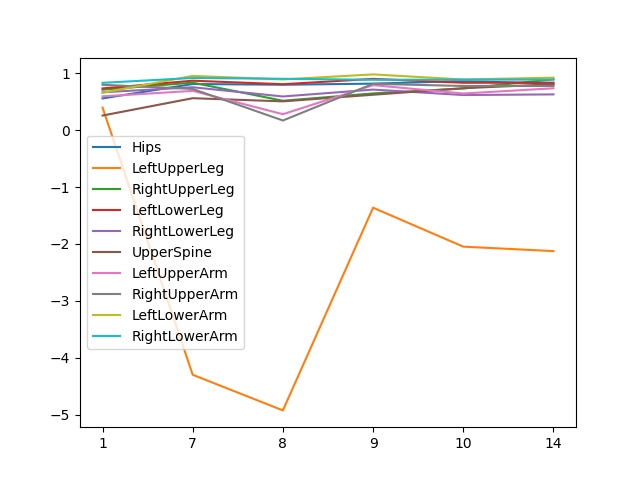 1
0
−1
−2
−3
−4
−5
Hips
LeftUpperLeg
RightUpperLeg
LeftLowerLeg
RightLowerLeg
UpperSpine
LeftUpperArm
RightUpperArm
LeftLowerArm
RightLowerArm
1 7 8 9 10 14